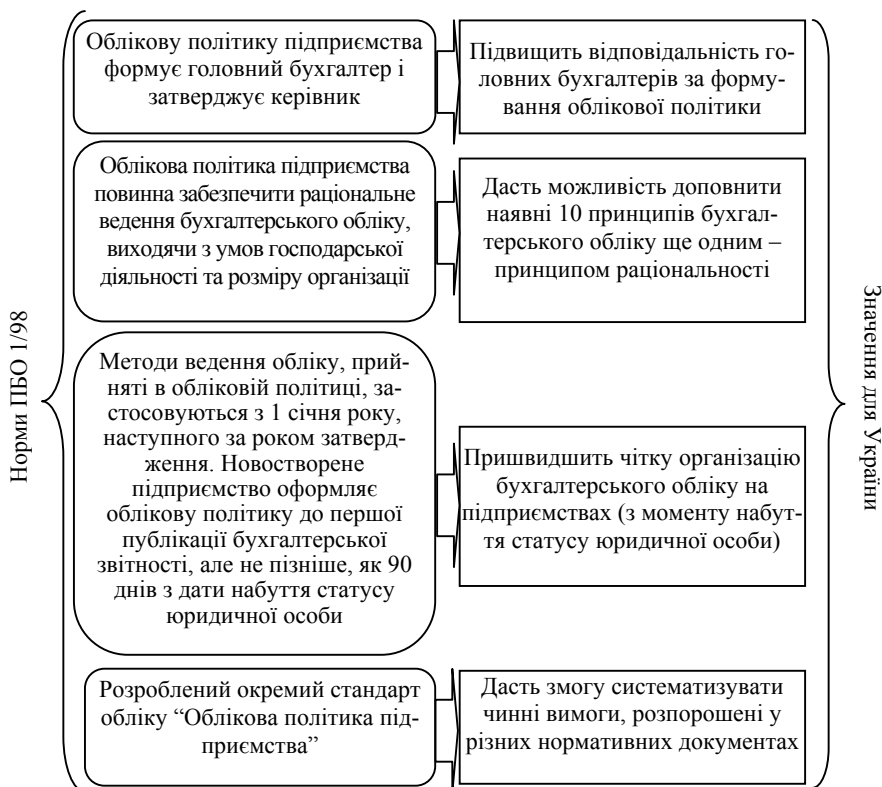 Норми ПБО 1/98
Облікову політику підприємства
формує головний бухгалтер і
затверджує керівник
Підвищить відповідальність го-
ловних бухгалтерів за форму-
вання облікової політики
Облікова політика підприємства
повинна забезпечити раціональне
ведення бухгалтерського обліку,
виходячи з умов господарської
діяльності та розміру організації
Дасть можливість доповнити
наявні 10 принципів бухгал-
терського обліку ще одним –
принципом раціональності
Методи ведення обліку, прий-
няті в обліковій політиці, за-
стосовуються з 1 січня року,
наступного за роком затверд-
ження. Новостворене
підприємство оформляє
облікову політику до першої
публікації бухгалтерської
звітності, але не пізніше, як 90
днів з дати набуття статусу
юридичної особи
Пришвидшить чітку організацію
бухгалтерського обліку на
підприємствах (з моменту набут-
тя статусу юридичної особи)
Розроблений окремий стандарт
обліку “Облікова політика під-
приємства”
Дасть змогу систематизувати
чинні вимоги, розпорошені у
різних нормативних документах
Значення для України